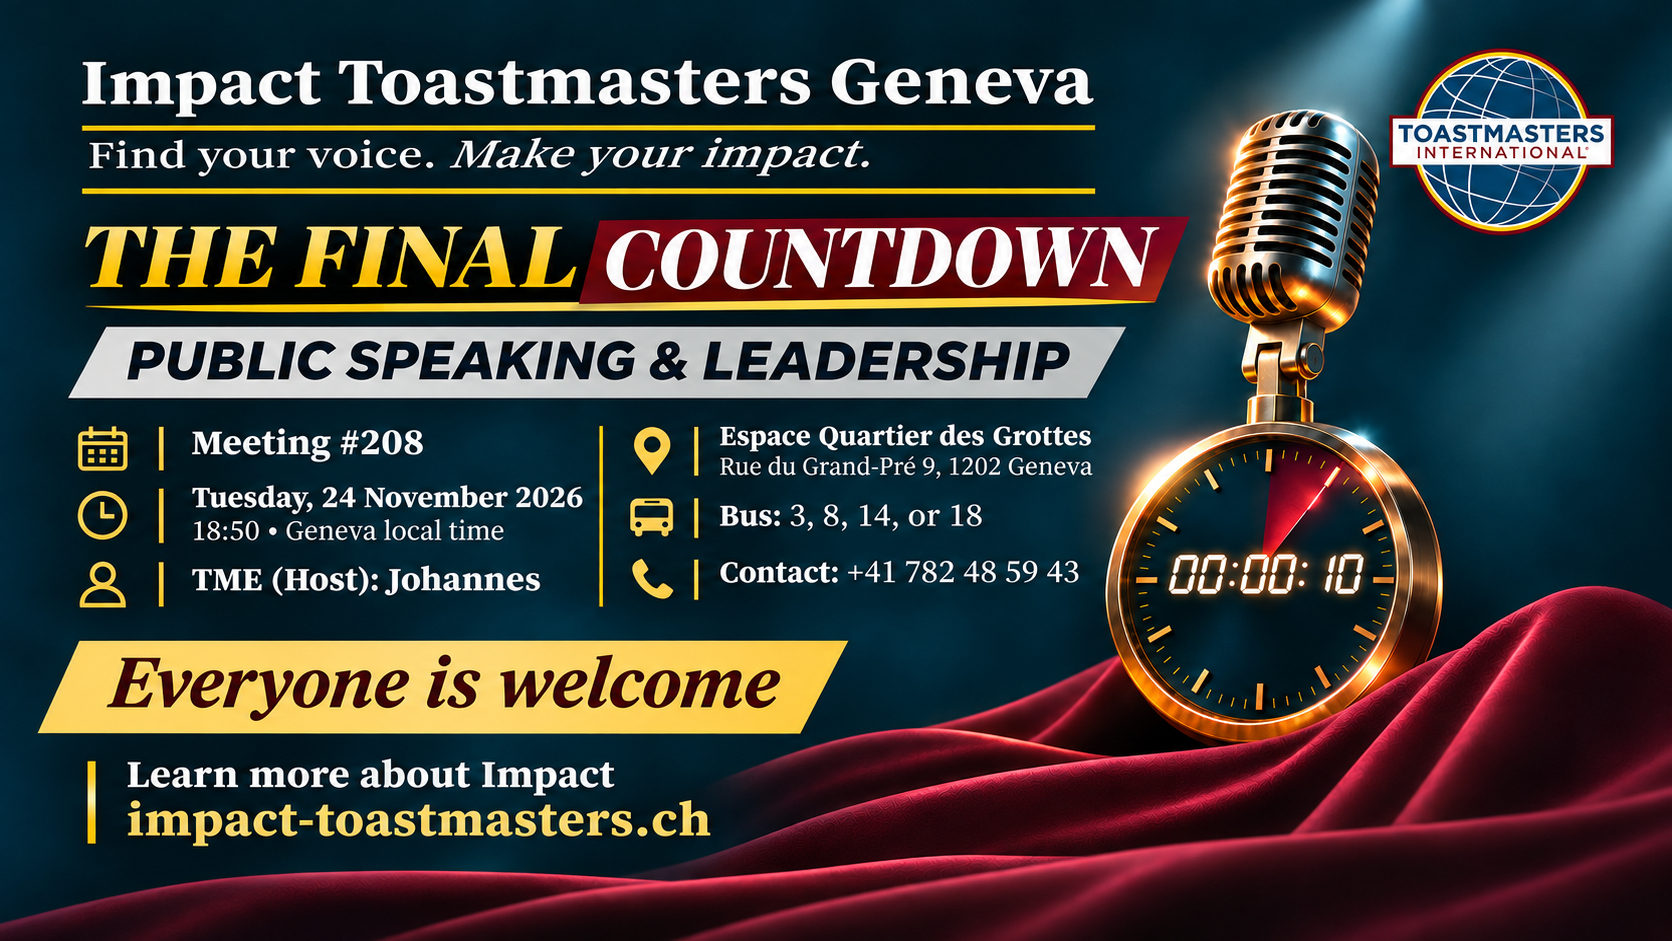 Impact Toastmasters Geneva
Find your voice. Make your impact.
THE FINAL COUNTDOWN
PUBLIC SPEAKING & LEADERSHIP
Meeting #208
Tuesday, 24 November 2026
18:50 • Geneva local time
TME (Host): Johannes
Espace Quartier des Grottes
Rue du Grand-Pré 9, 1202 Geneva
Bus: 3, 8, 14, or 18
Contact: +41 782 48 59 43
Everyone is welcome
Learn more about Impact
impact-toastmasters.ch
TOASTMASTERS
INTERNATIONAL®
00:00:10